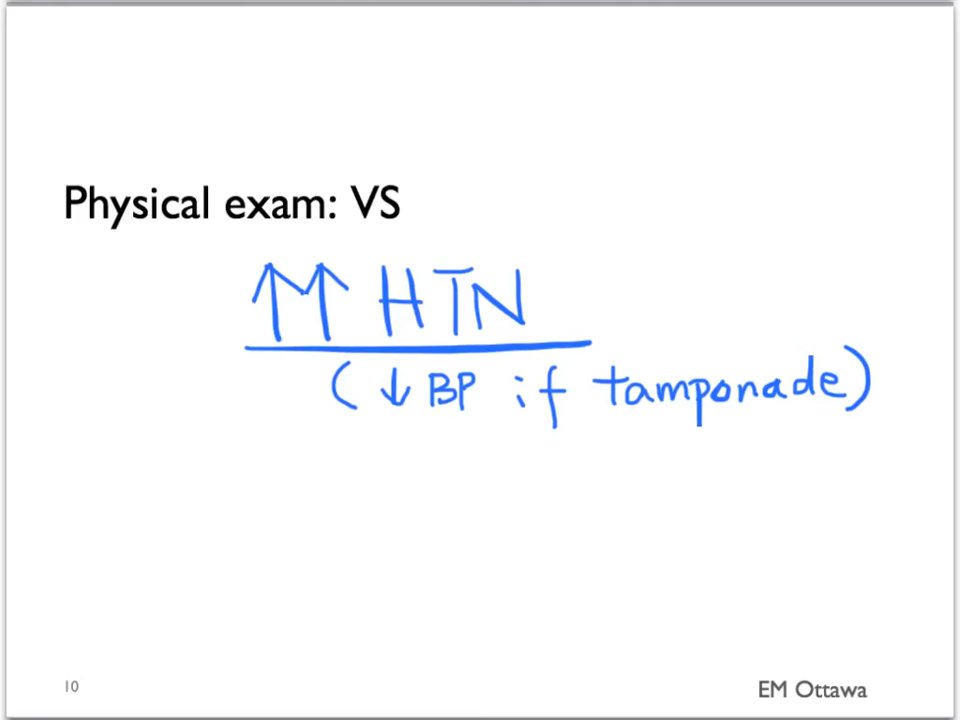 Physical exam: VS
↑↑ HTN
(↓ BP if tamponade)
10
EM Ottawa